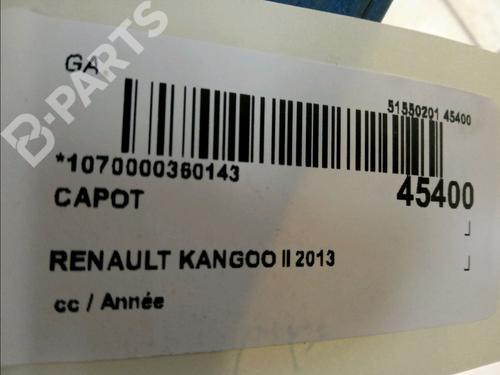 GA
51550201 45400
*1070000360143
45400
CAPOT
RENAULT KANGOO II 2013
cc / Année
B-PARTS